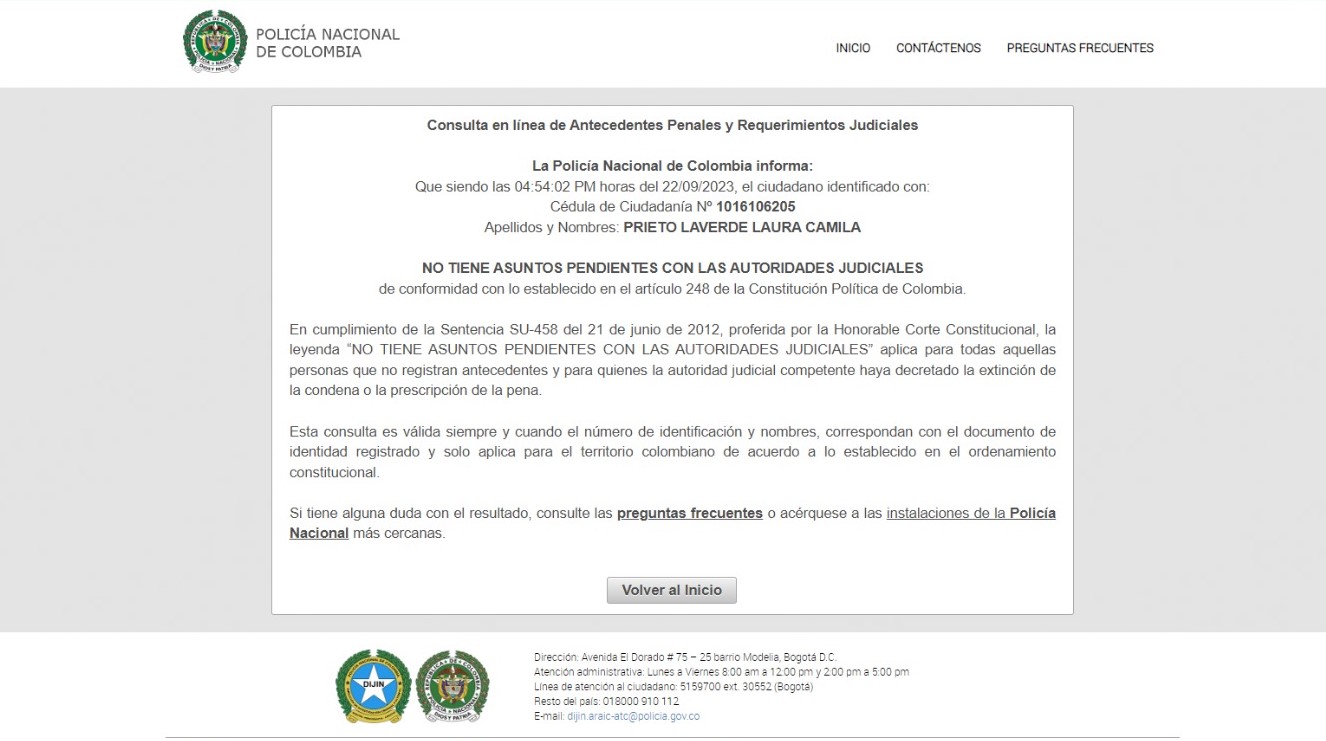 POLICÍA NACIONAL
DE COLOMBIA
INICIO CONTÁCTENOS PREGUNTAS FRECUENTES
Consulta en línea de Antecedentes Penales y Requerimientos Judiciales
La Policía Nacional de Colombia informa:
Que siendo las 04:54:02 PM horas del 22/09/2023, el ciudadano identificado con:
Cédula de Ciudadanía Nº 1016106205
Apellidos y Nombres: PRIETO LAVERDE LAURA CAMILA
NO TIENE ASUNTOS PENDIENTES CON LAS AUTORIDADES JUDICIALES
de conformidad con lo establecido en el artículo 248 de la Constitución Política de Colombia.
En cumplimiento de la Sentencia SU-458 del 21 de junio de 2012, proferida por la Honorable Corte Constitucional, la
leyenda “NO TIENE ASUNTOS PENDIENTES CON LAS AUTORIDADES JUDICIALES” aplica para todas aquellas
personas que no registran antecedentes y para quienes la autoridad judicial competente haya decretado la extinción de
la condena o la prescripción de la pena.
Esta consulta es válida siempre y cuando el número de identificación y nombres, correspondan con el documento de
identidad registrado y solo aplica para el territorio colombiano de acuerdo a lo establecido en el ordenamiento
constitucional.
Si tiene alguna duda con el resultado, consulte las preguntas frecuentes o acérquese a las instalaciones de la Policía
Nacional más cercanas.
Volver al Inicio
DIJIN
Dirección: Avenida El Dorado # 75 – 25 barrio Modelia, Bogotá D.C.
Atención administrativa: Lunes a Viernes 8:00 am a 12:00 pm y 2:00 pm a 5:00 pm
Línea de atención al ciudadano: 5159700 ext. 30552 (Bogotá)
Resto del país: 018000 910 112
E-mail: dijin.araic-atc@policia.gov.co